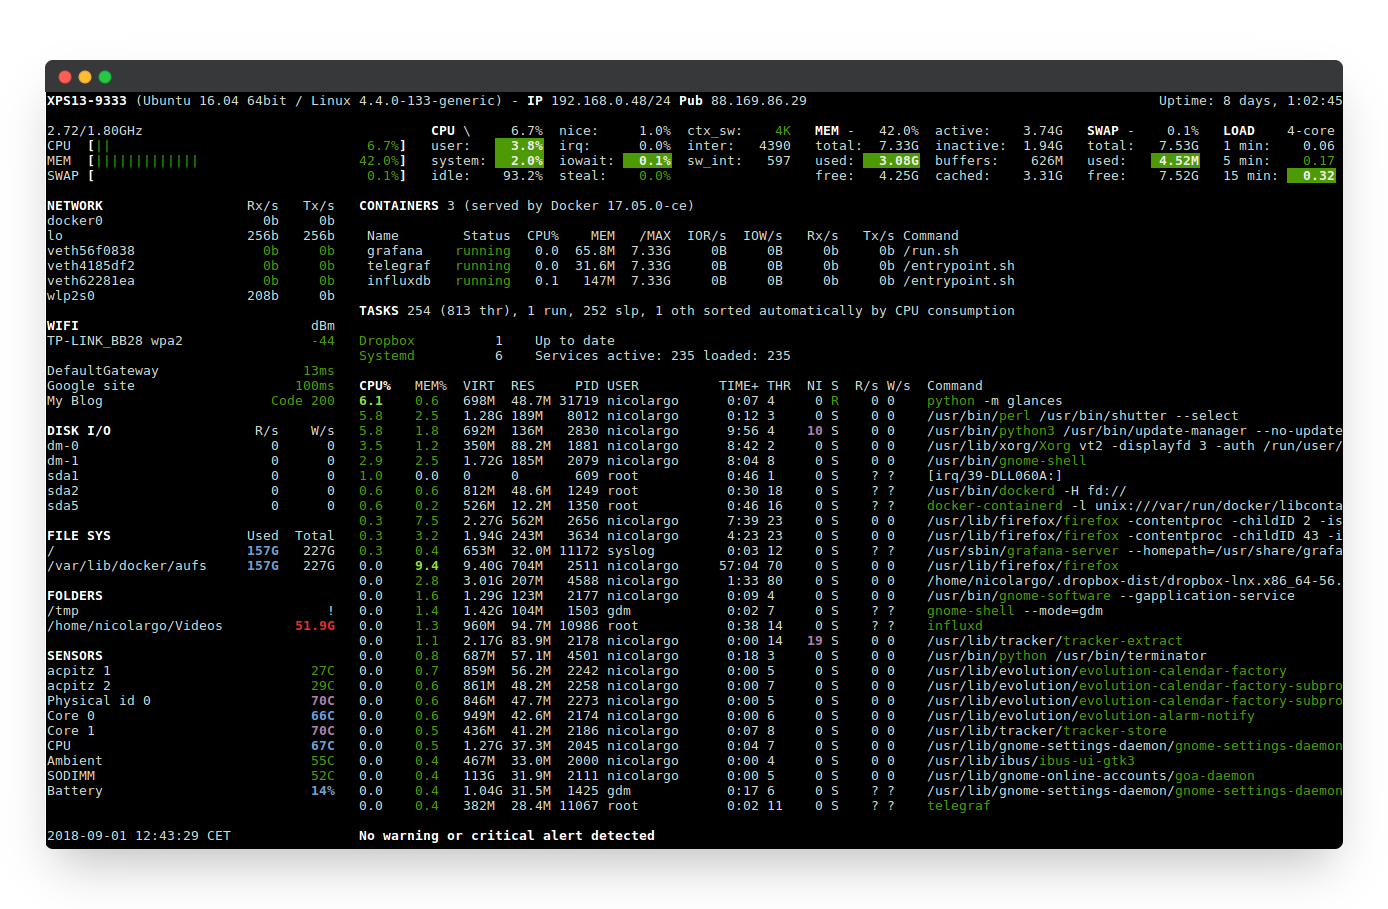 XPS13-9333 (Ubuntu 16.04 64bit / Linux 4.4.0-133-generic) - IP 192.168.0.48/24 Pub 88.169.86.29 Uptime: 8 days, 1:02:45
2.72/1.80GHz CPU \ 6.7% nice: 1.0% ctx_sw: 4K MEM - 42.0% active: 3.74G SWAP - 0.1% LOAD 4-core
CPU [|| 6.7%] user: 3.8% irq: 0.0% inter: 4390 total: 7.33G inactive: 1.94G total: 7.53G 1 min: 0.06
MEM [||||||||||||| 42.0%] system: 2.0% iowait: 0.1% sw_int: 597 used: 3.08G buffers: 626M used: 4.52M 5 min: 0.17
SWAP [ 0.1%] idle: 93.2% steal: 0.0% free: 4.25G cached: 3.31G free: 7.52G 15 min: 0.32
NETWORK Rx/s Tx/s CONTAINERS 3 (served by Docker 17.05.0-ce)
docker0 0b 0b
lo 256b 256b Name Status CPU% MEM /MAX IOR/s IOW/s Rx/s Tx/s Command
veth56f0838 0b 0b grafana running 0.0 65.8M 7.33G 0B 0B 0b 0b /run.sh
veth4185df2 0b 0b telegraf running 0.0 31.6M 7.33G 0B 0B 0b 0b /entrypoint.sh
veth62281ea 0b 0b influxdb running 0.1 147M 7.33G 0B 0B 0b 0b /entrypoint.sh
wlp2s0 208b 0b
TASKS 254 (813 thr), 1 run, 252 slp, 1 oth sorted automatically by CPU consumption
WIFI dBm
TP-LINK_BB28 wpa2 -44 Dropbox 1 Up to date
Systemd 6 Services active: 235 loaded: 235
DefaultGateway 13ms
Google site 100ms CPU% MEM% VIRT RES PID USER TIME+ THR NI S R/s W/s Command
My Blog Code 200 6.1 0.6 698M 48.7M 31719 nicolargo 0:07 4 0 R 0 0 python -m glances
5.8 2.5 1.28G 189M 8012 nicolargo 0:12 3 0 S 0 0 /usr/bin/perl /usr/bin/shutter --select
DISK I/O R/s W/s 5.8 1.8 692M 136M 2830 nicolargo 9:56 4 10 S 0 0 /usr/bin/python3 /usr/bin/update-manager --no-update
dm-0 0 0 3.5 1.2 350M 88.2M 1881 nicolargo 8:42 2 0 S 0 0 /usr/lib/xorg/Xorg vt2 -displayfd 3 -auth /run/user/
dm-1 0 0 2.9 2.5 1.72G 185M 2079 nicolargo 8:04 8 0 S 0 0 /usr/bin/gnome-shell
sda1 0 0 1.0 0.0 0 0 609 root 0:46 1 0 S ? ? [irq/39-DLL060A:]
sda2 0 0 0.6 0.6 812M 48.6M 1249 root 0:30 18 0 S ? ? /usr/bin/dockerd -H fd://
sda5 0 0 0.6 0.2 526M 12.2M 1350 root 0:46 16 0 S ? ? docker-containerd -l unix:///var/run/docker/libconta
0.3 7.5 2.27G 562M 2656 nicolargo 7:39 23 0 S 0 0 /usr/lib/firefox/firefox -contentproc -childID 2 -is
FILE SYS Used Total 0.3 3.2 1.94G 243M 3634 nicolargo 4:23 23 0 S 0 0 /usr/lib/firefox/firefox -contentproc -childID 43 -i
/ 157G 227G 0.3 0.4 653M 32.0M 11172 syslog 0:03 12 0 S ? ? /usr/sbin/grafana-server --homepath=/usr/share/grafa
/var/lib/docker/aufs 157G 227G 0.0 9.4 9.40G 704M 2511 nicolargo 57:04 70 0 S 0 0 /usr/lib/firefox/firefox
0.0 2.8 3.01G 207M 4588 nicolargo 1:33 80 0 S 0 0 /home/nicolargo/.dropbox-dist/dropbox-lnx.x86_64-56.
FOLDERS 0.0 1.6 1.29G 123M 2177 nicolargo 0:09 4 0 S 0 0 /usr/bin/gnome-software --gapplication-service
/tmp ! 0.0 1.4 1.42G 104M 1503 gdm 0:02 7 0 S ? ? gnome-shell --mode=gdm
/home/nicolargo/Videos 51.9G 0.0 1.3 960M 94.7M 10986 root 0:38 14 0 S ? ? influxd
0.0 1.1 2.17G 83.9M 2178 nicolargo 0:00 14 19 S 0 0 /usr/lib/tracker/tracker-extract
SENSORS 0.0 0.8 687M 57.1M 4501 nicolargo 0:18 3 0 S 0 0 /usr/bin/python /usr/bin/terminator
acpitz 1 27C 0.0 0.7 859M 56.2M 2242 nicolargo 0:00 5 0 S 0 0 /usr/lib/evolution/evolution-calendar-factory
acpitz 2 29C 0.0 0.6 861M 48.2M 2258 nicolargo 0:00 7 0 S 0 0 /usr/lib/evolution/evolution-calendar-factory-subpro
Physical id 0 70C 0.0 0.6 846M 47.7M 2273 nicolargo 0:00 5 0 S 0 0 /usr/lib/evolution/evolution-calendar-factory-subpro
Core 0 66C 0.0 0.6 949M 42.6M 2174 nicolargo 0:00 6 0 S 0 0 /usr/lib/evolution/evolution-alarm-notify
Core 1 70C 0.0 0.5 436M 41.2M 2186 nicolargo 0:07 8 0 S 0 0 /usr/lib/tracker/tracker-store
CPU 67C 0.0 0.5 1.27G 37.3M 2045 nicolargo 0:04 7 0 S 0 0 /usr/lib/gnome-settings-daemon/gnome-settings-daemon
Ambient 55C 0.0 0.4 467M 33.0M 2000 nicolargo 0:00 4 0 S 0 0 /usr/lib/ibus/ibus-ui-gtk3
SODIMM 52C 0.0 0.4 113G 31.9M 2111 nicolargo 0:00 5 0 S 0 0 /usr/lib/gnome-online-accounts/goa-daemon
Battery 14% 0.0 0.4 1.04G 31.5M 1425 gdm 0:17 6 0 S ? ? /usr/lib/gnome-settings-daemon/gnome-settings-daemon
0.0 0.4 382M 28.4M 11067 root 0:02 11 0 S ? ? telegraf
2018-09-01 12:43:29 CET No warning or critical alert detected